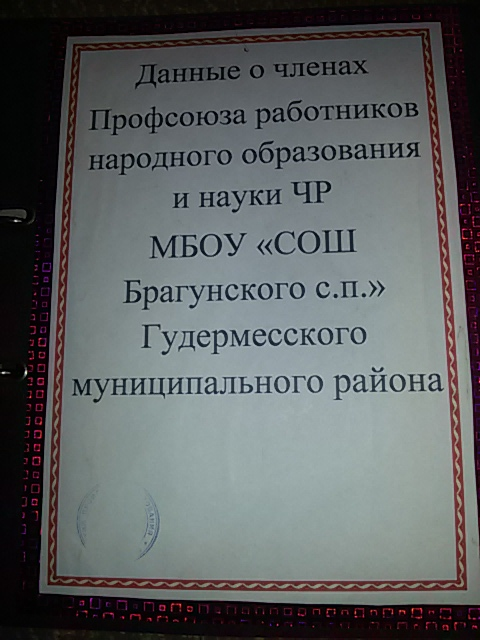 Данные о членах
Профсоюза работников
народного образования
и науки ЧР
МБОУ «СОШ
Брагунского с.п.»
Гудермесского
муниципального района